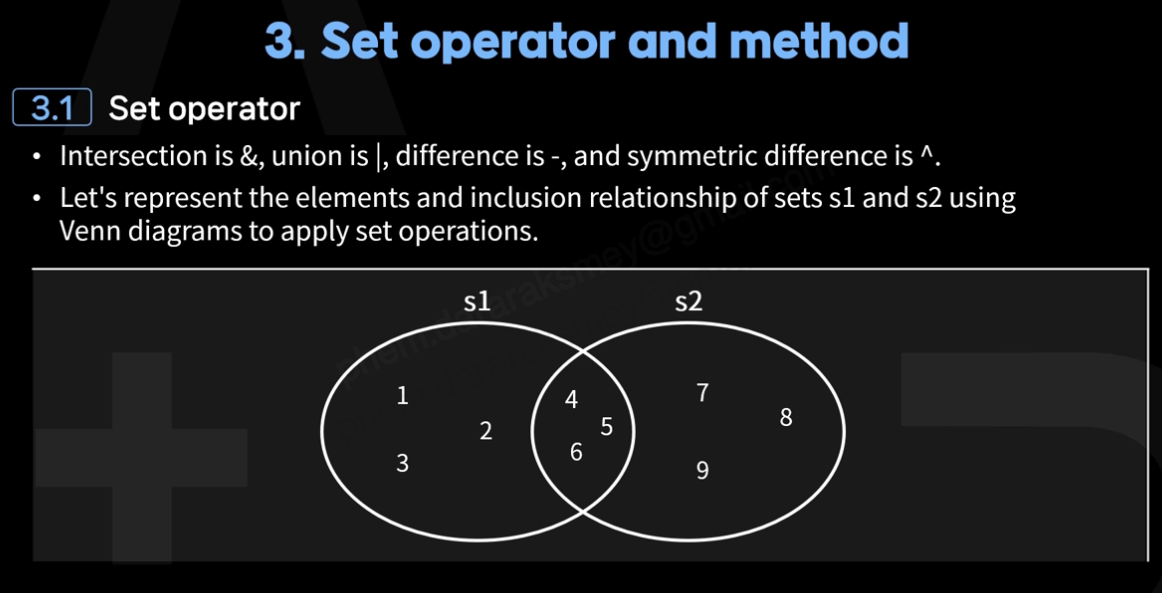 3. Set operator and method
3.1 Set operator
• Intersection is &, union is |, difference is -, and symmetric difference is ^.
• Let's represent the elements and inclusion relationship of sets s1 and s2 using
Venn diagrams to apply set operations.
s1 s2
1 4 7
2 5 8
3 6 9